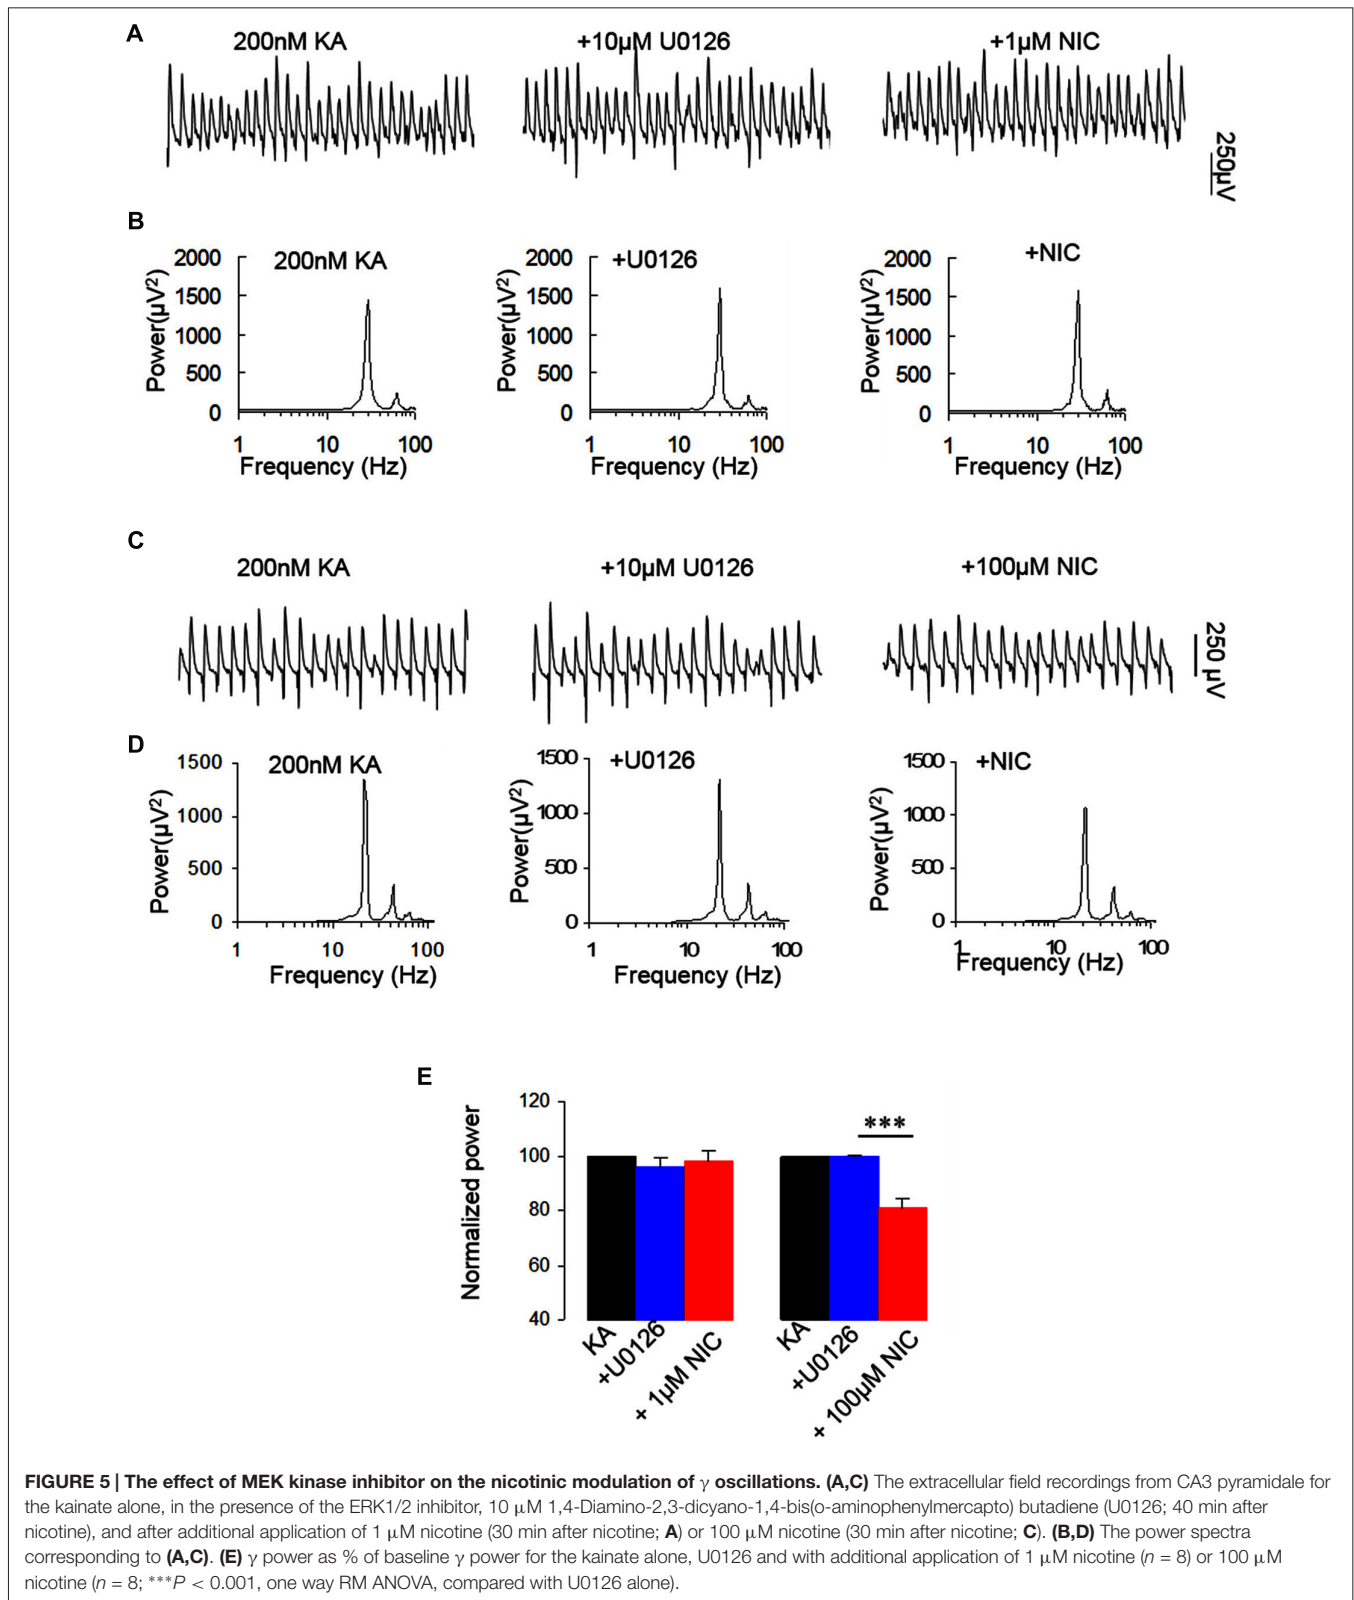 A
200nM KA
+10µM U0126
+1µM NIC
250µV
B
2000
1500
1000
500
0
Power(µV2)
200nM KA
1
10
100
Frequency (Hz)
2000
1500
1000
500
0
Power(µV2)
+U0126
1
10
100
Frequency (Hz)
2000
1500
1000
500
0
Power(µV2)
+NIC
1
10
100
Frequency (Hz)
C
200nM KA
+10µM U0126
+100µM NIC
250 µV
D
1500
1000
500
0
Power(µV2)
200nM KA
1
10
100
Frequency (Hz)
1500
1000
500
0
Power(µV2)
+U0126
1
10
100
Frequency (Hz)
1500
1000
500
0
Power(µV2)
+NIC
1
10
100
Frequency (Hz)
E
120
100
80
60
40
Normalized power
***
KA
+U0126
+ 1µM NIC
KA
+U0126
+ 100µM NIC
FIGURE 5 | The effect of MEK kinase inhibitor on the nicotinic modulation of γ oscillations. (A,C) The extracellular field recordings from CA3 pyramidale for
the kainate alone, in the presence of the ERK1/2 inhibitor, 10 µM 1,4-Diamino-2,3-dicyano-1,4-bis(o-aminophenylmercapto) butadiene (U0126; 40 min after
nicotine), and after additional application of 1 µM nicotine (30 min after nicotine; A) or 100 µM nicotine (30 min after nicotine; C). (B,D) The power spectra
corresponding to (A,C). (E) γ power as % of baseline γ power for the kainate alone, U0126 and with additional application of 1 µM nicotine (n = 8) or 100 µM
nicotine (n = 8; ***P < 0.001, one way RM ANOVA, compared with U0126 alone).